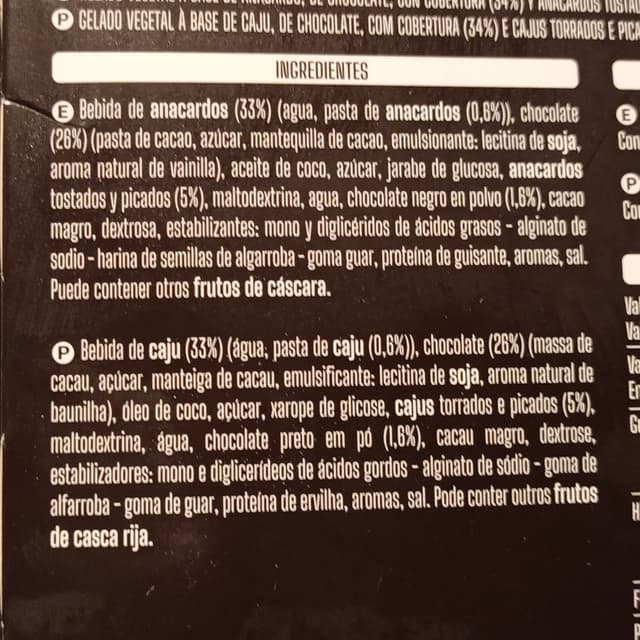 GELADO VEGETAL À BASE DE CAJU, DE CHOCOLATE, COM COBERTURA (34%) E CAJUS TORRADOS E
INGREDIENTES
E Bebida de anacardos (33%) (agua, pasta de anacardos (0,6%)), chocolate
(26%) (pasta de cacao, azúcar, mantequilla de cacao, emulsionante: lecitina de soja,
aroma natural de vainilla), aceite de coco, azúcar, jarabe de glucosa, anacardos
tostados y picados (5%), maltodextrina, agua, chocolate negro en polvo (1,6%), cacao
magro, dextrosa, estabilizantes: mono y diglicéridos de ácidos grasos - alginato de
sodio - harina de semillas de algarroba - goma guar, proteína de guisante, aromas, sal.
Puede contener otros frutos de cáscara.
P Bebida de caju (33%) (água, pasta de caju (0,6%)), chocolate (26%) (massa de
cacau, açúcar, manteiga de cacau, emulsificante: lecitina de soja, aroma natural de
baunilha), óleo de coco, açúcar, xarope de glicose, cajus torrados e picados (5%),
maltodextrina, água, chocolate preto em pó (1,6%), cacau magro, dextrose,
estabilizadores: mono e diglicerídeos de ácidos gordos - alginato de sódio - goma de
alfarroba - goma de guar, proteína de ervilha, aromas, sal. Pode conter outros frutos
de casca rija.
E
P